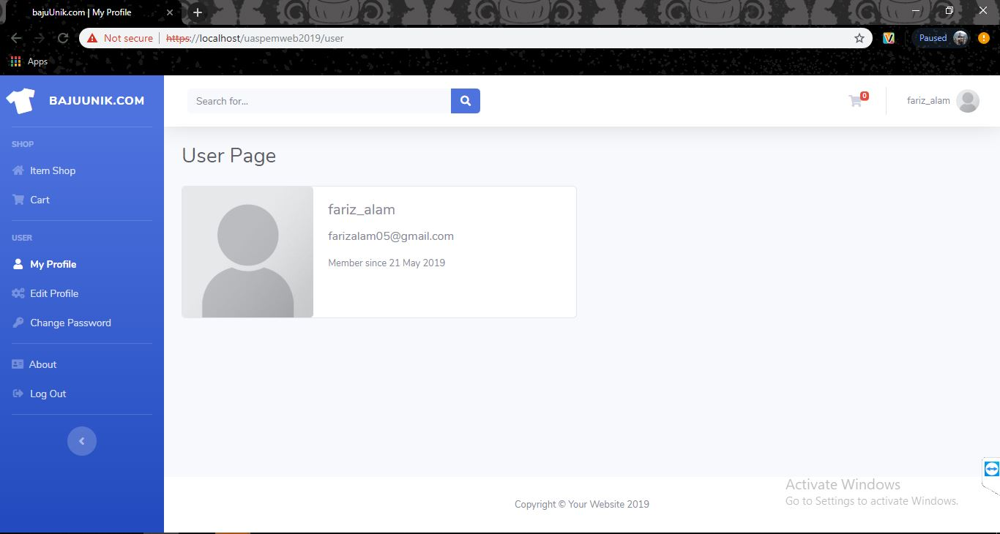 bajuUnik.com | My Profile
Not secure
https://localhost/uaspemweb2019/user
Paused
Apps
BAJUUNIK.COM
Search for...
0
fariz_alam
SHOP
Item Shop
Cart
USER
My Profile
Edit Profile
Change Password
About
Log Out
User Page
fariz_alam
farizalam05@gmail.com
Member since 21 May 2019
Copyright © Your Website 2019
Activate Windows
Go to Settings to activate Windows.